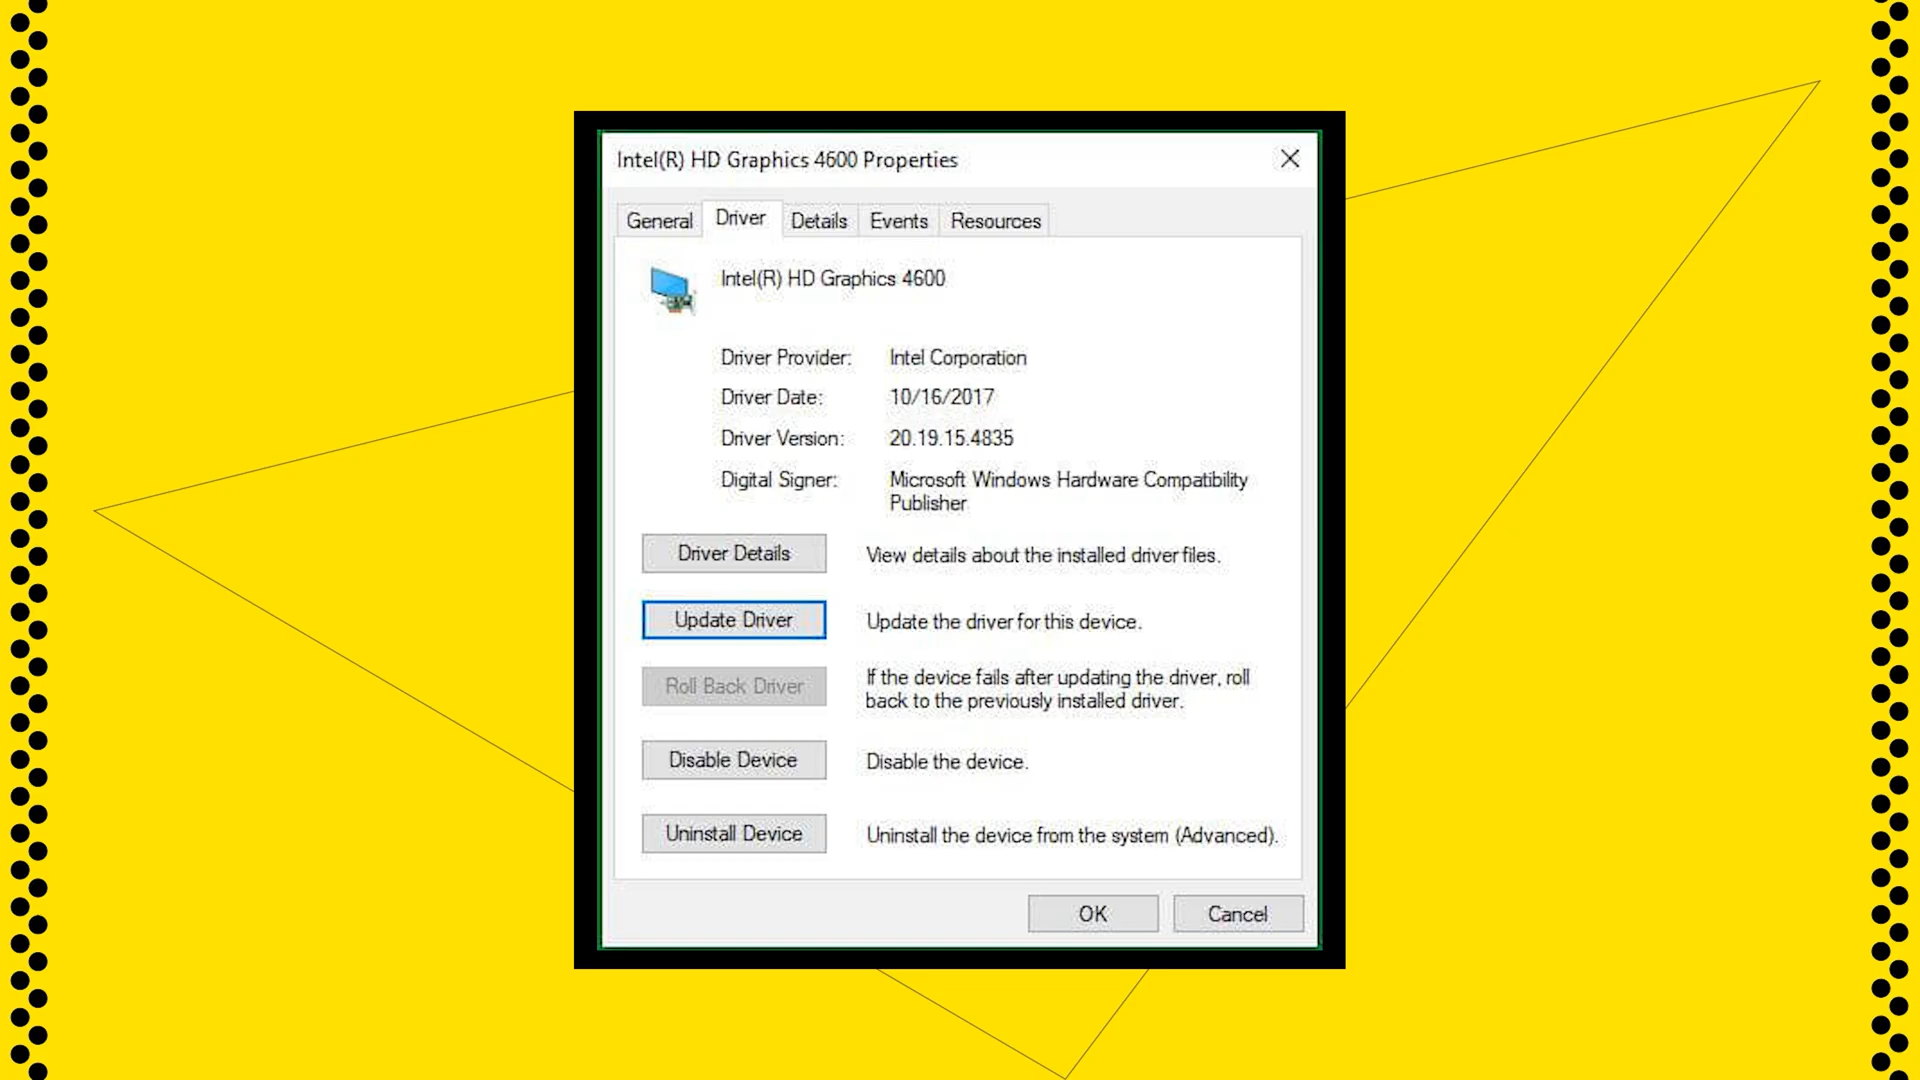 Intel(R) HD Graphics 4600 Properties
General Driver Details Events Resources
Intel(R) HD Graphics 4600
Driver Provider: Intel Corporation
Driver Date: 10/16/2017
Driver Version: 20.19.15.4835
Digital Signer: Microsoft Windows Hardware Compatibility
Publisher
Driver Details View details about the installed driver files.
Update Driver Update the driver for this device.
Roll Back Driver If the device fails after updating the driver, roll
back to the previously installed driver.
Disable Device Disable the device.
Uninstall Device Uninstall the device from the system (Advanced).
OK Cancel